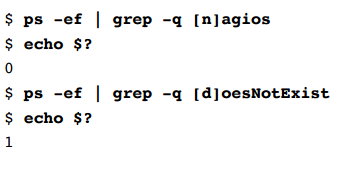 $ ps -ef | grep -q [n]agios
$ echo $?
0
$ ps -ef | grep -q [d]oesNotExist
$ echo $?
1